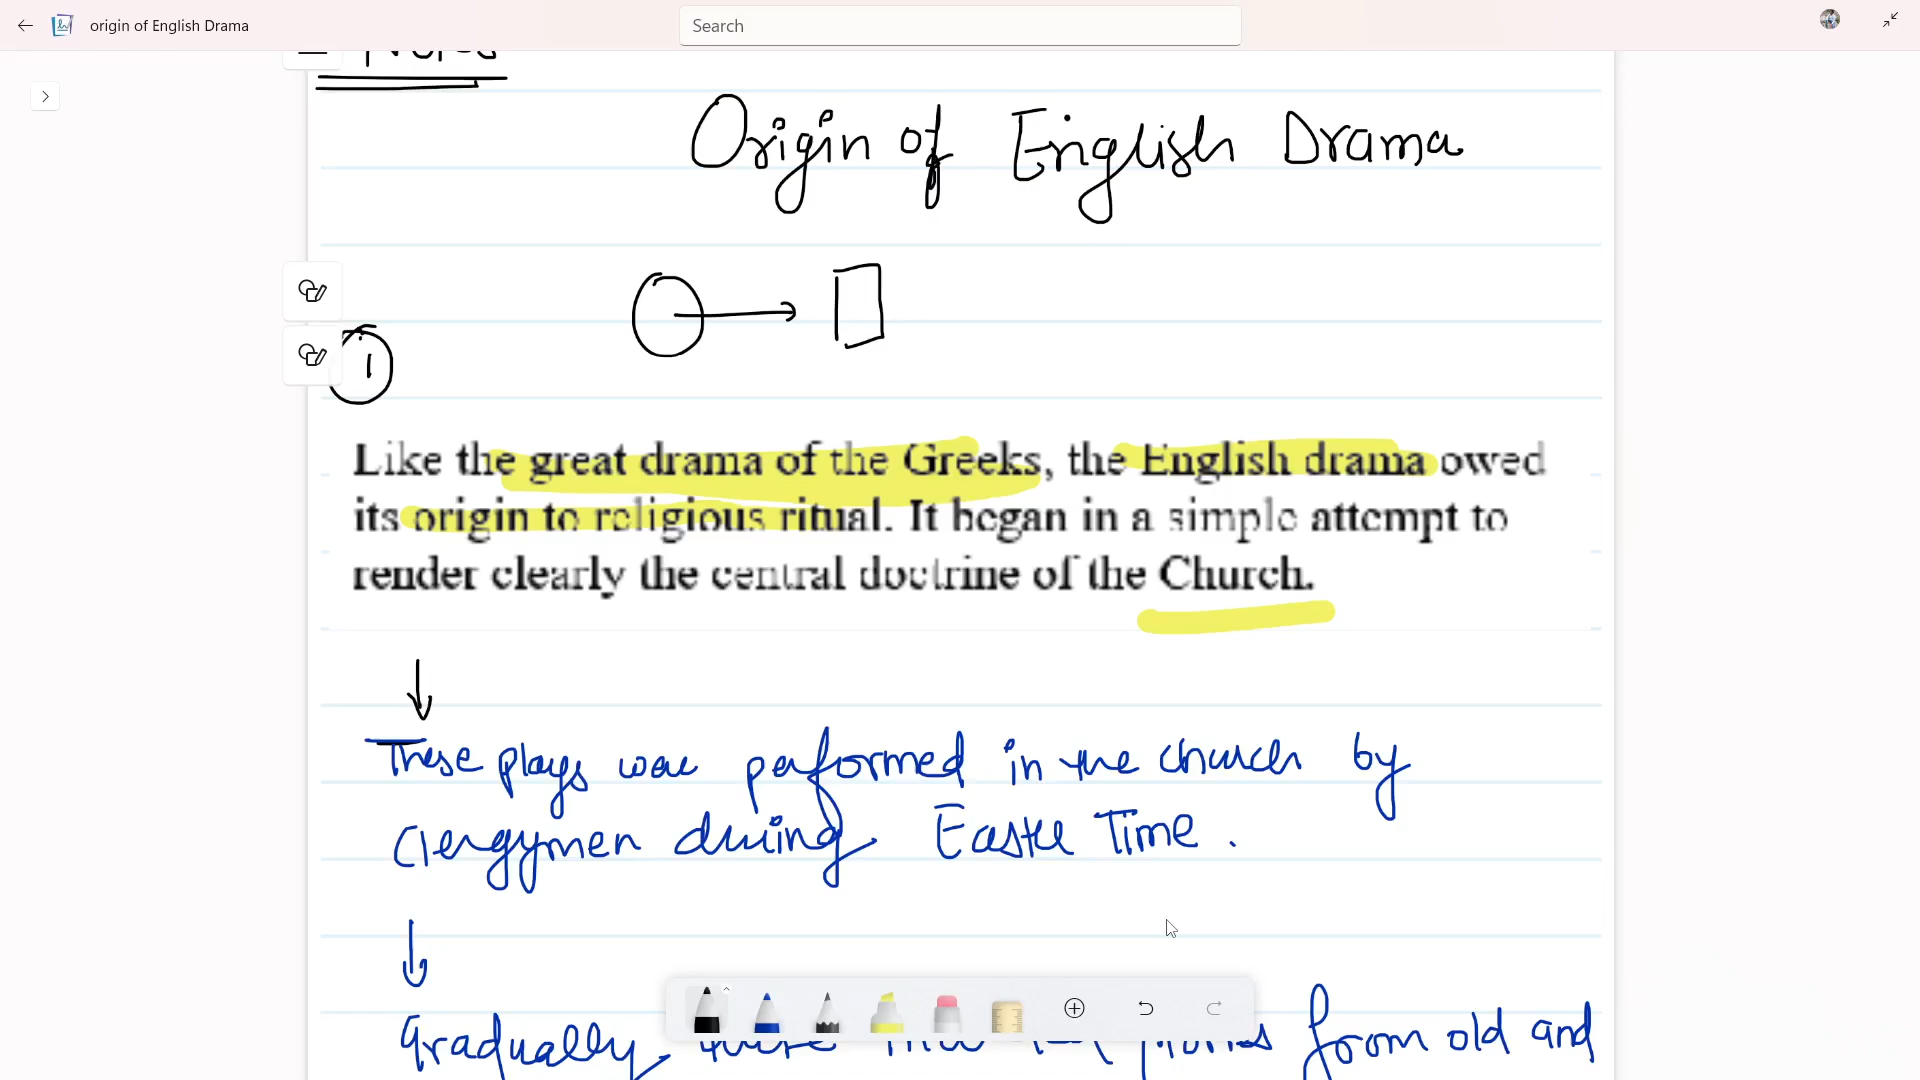 origin of English Drama
Search
Notes
Origin of English Drama
1
Like the great drama of the Greeks, the English drama owed
its origin to religious ritual. It began in a simple attempt to
render clearly the central doctrine of the Church.
These plays were performed in the church by
Clergymen during Easter Time.
Gradually, from old and